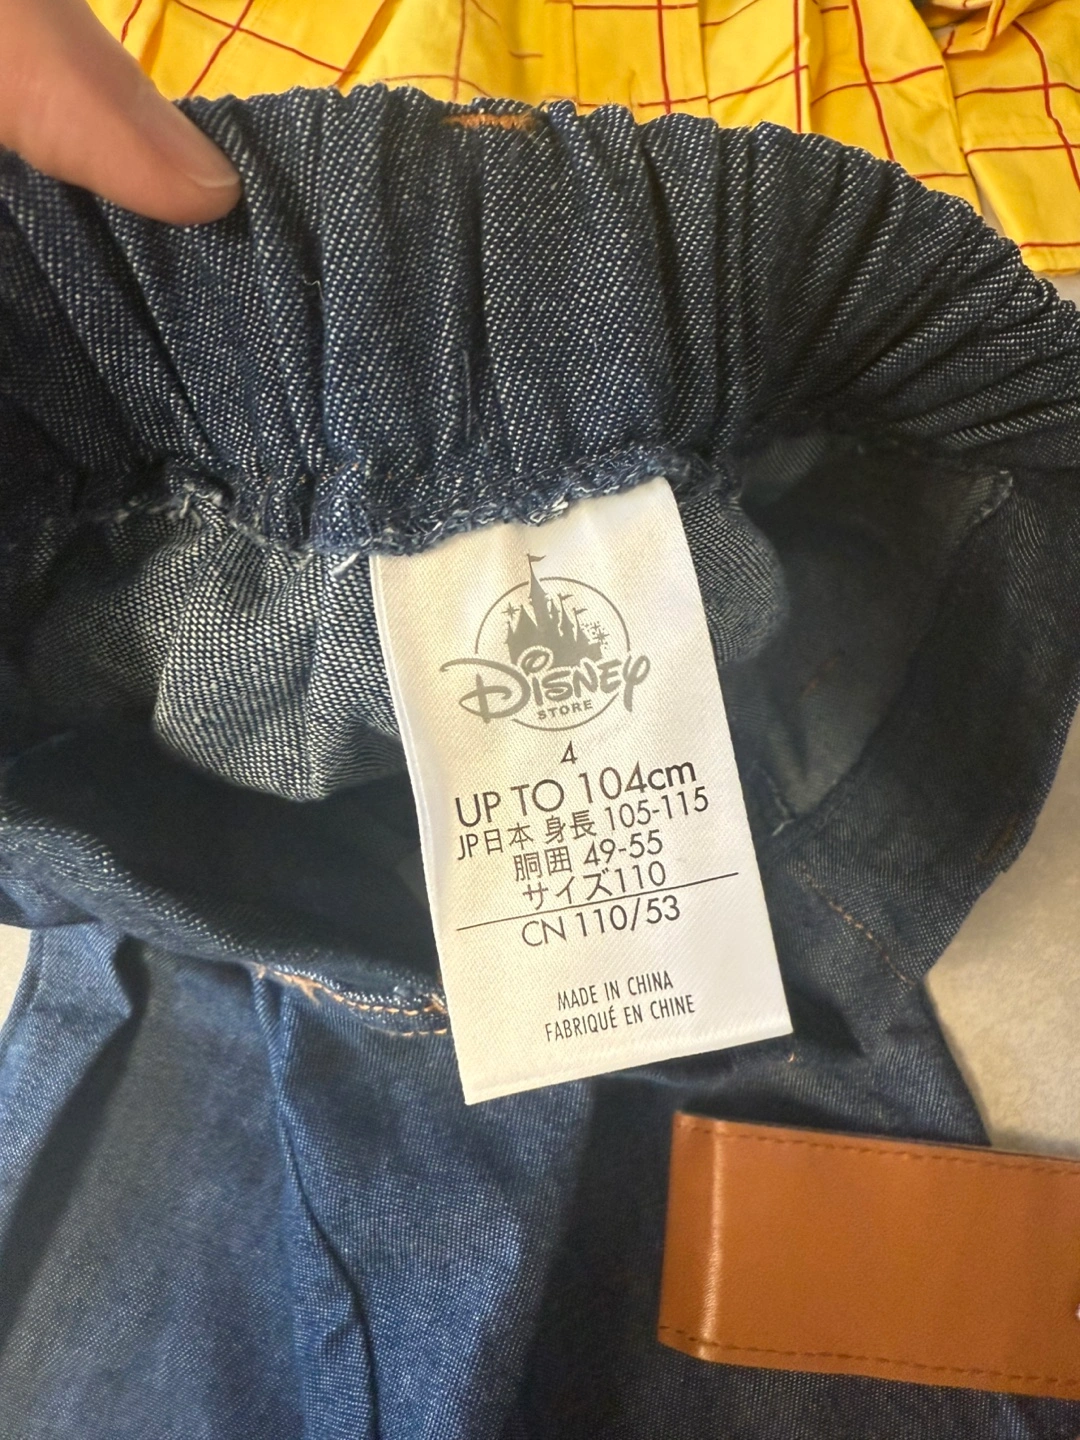 Disney
STORE
4
UP TO 104cm
JP日本 身長 105-115
胴囲 49-55
サイズ110
CN 110/53
MADE IN CHINA
FABRIQUÉ EN CHINE